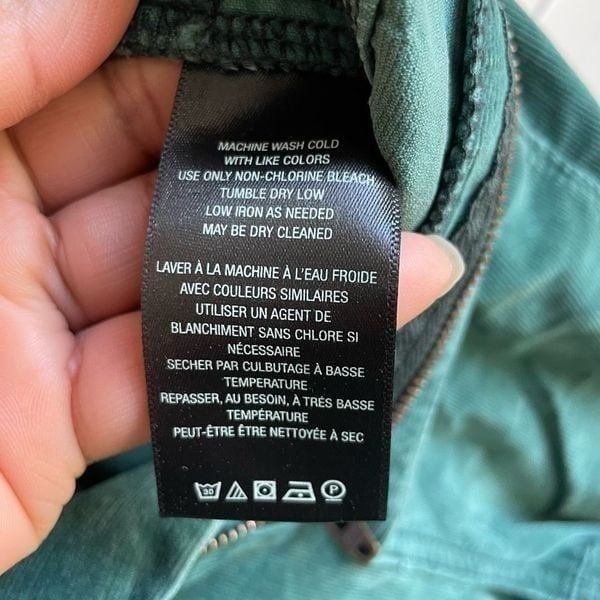 MACHINE WASH COLD
WITH LIKE COLORS
USE ONLY NON-CHLORINE BLEACH
TUMBLE DRY LOW
LOW IRON AS NEEDED
MAY BE DRY CLEANED
LAVER À LA MACHINE À L'EAU FROIDE
AVEC COULEURS SIMILAIRES
UTILISER UN AGENT DE
BLANCHIMENT SANS CHLORE SI
NÉCESSAIRE
SECHER PAR CULBUTAGE À BASSE
TEMPERATURE
REPASSER, AU BESOIN, À TRÉS BASSE
TEMPÉRATURE
PEUT-ÊTRE ÊTRE NETTOYÉE À SEC
30 P